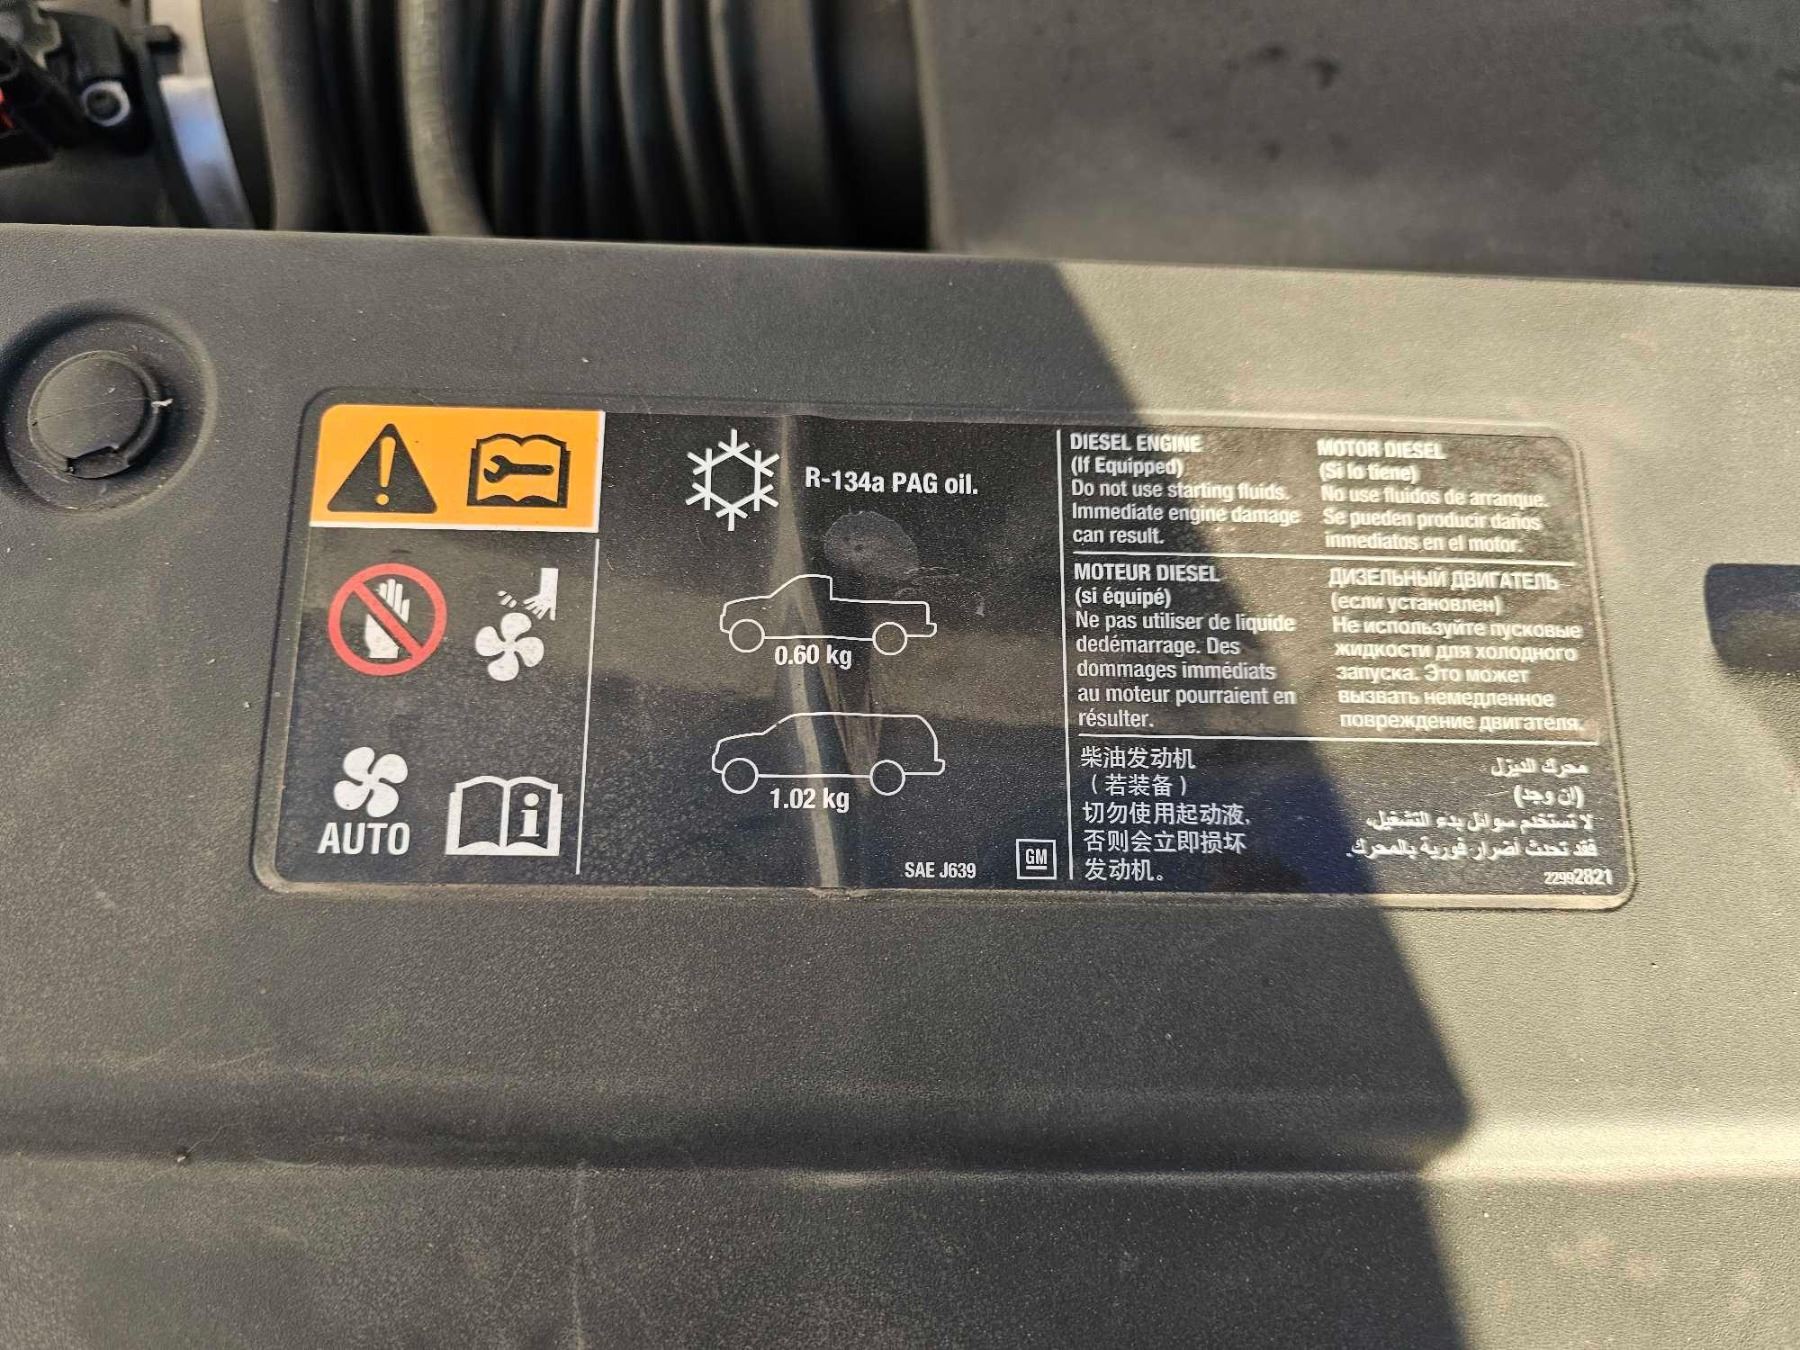 R-134a PAG oil.
0.60 kg
1.02 kg
AUTO
SAE J639
GM
DIESEL ENGINE
(If Equipped)
Do not use starting fluids.
Immediate engine damage
can result.
MOTOR DIESEL
(Si lo tiene)
No use fluidos de arranque.
Se pueden producir daños
inmediatos en el motor.
MOTEUR DIESEL
(si équipé)
Ne pas utiliser de liquide
dedémarrage. Des
dommages immédiats
au moteur pourraient en
résulter.
ДИЗЕЛЬНЫЙ ДВИГАТЕЛЬ
(если установлен)
Не используйте пусковые
жидкости для холодного
запуска. Это может
вызвать немедленное
повреждение двигателя.
柴油发动机
（若装备）
切勿使用起动液,
否则会立即损坏
发动机。
محرك الديزل
(ان وجد)
لا تستخدم سوائل بدء التشغيل،
فقد تحدث أضرار فورية بالمحرك.
22992821